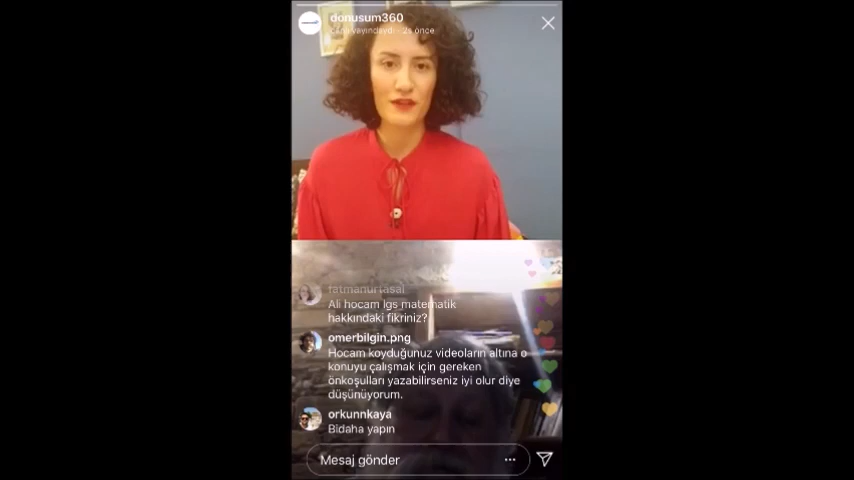 donusum360
canlı yayındaydı · 2s önce
fatmanurtasal
Ali hocam lgs matematik
hakkındaki fikriniz?
omerbilgin.png
Hocam koyduğunuz videoların altına o
konuyu çalışmak için gereken
önkoşulları yazabilirseniz iyi olur diye
düşünüyorum.
orkunnkaya
Bidaha yapın
Mesaj gönder